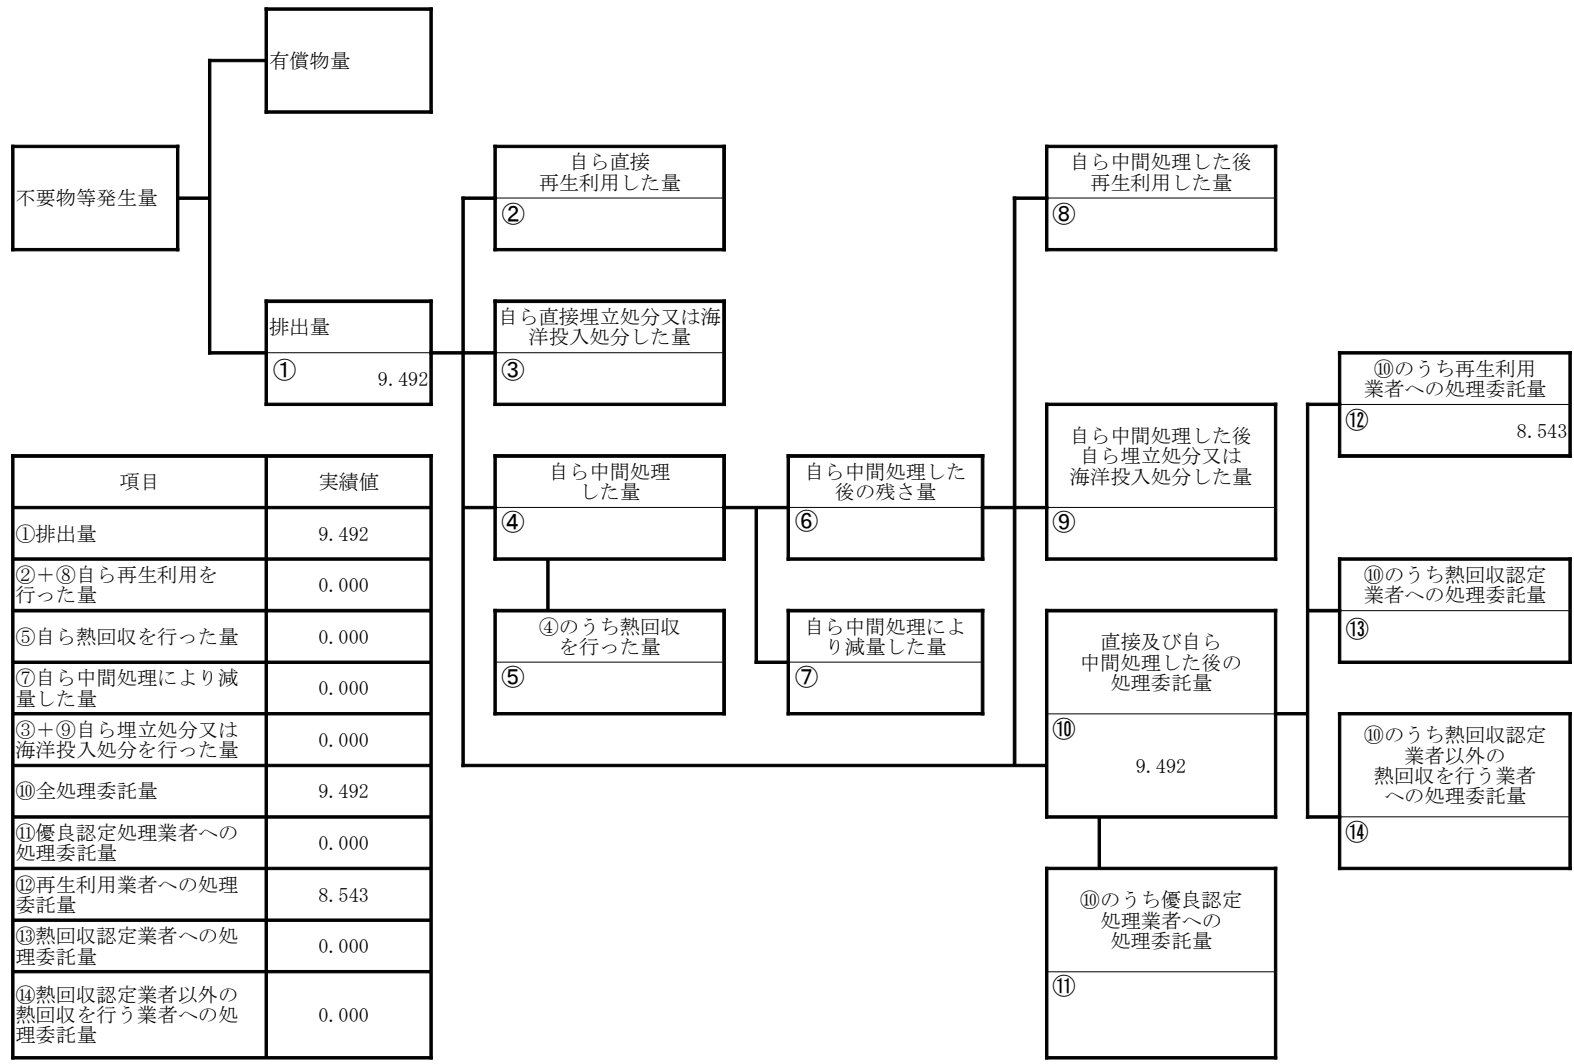 有償物量
不要物等発生量
自ら直接
再生利用した量
②
自ら中間処理した後
再生利用した量
⑧
排出量
① 9.492
自ら直接埋立処分又は海
洋投入処分した量
③
⑩のうち再生利用
業者への処理委託量
⑫ 8.543
自ら中間処理
した量
④
自ら中間処理した
後の残さ量
⑥
自ら中間処理した後
自ら埋立処分又は
海洋投入処分した量
⑨
⑩のうち熱回収認定
業者への処理委託量
⑬
④のうち熱回収
を行った量
⑤
自ら中間処理によ
り減量した量
⑦
直接及び自ら
中間処理した後の
処理委託量
⑩
9.492
⑩のうち熱回収認定
業者以外の
熱回収を行う業者
への処理委託量
⑭
⑩のうち優良認定
処理業者への
処理委託量
⑪
項目 実績値
①排出量 9.492
②+⑧自ら再生利用を
行った量 0.000
⑤自ら熱回収を行った量 0.000
⑦自ら中間処理により減
量した量 0.000
③+⑨自ら埋立処分又は
海洋投入処分を行った量 0.000
⑩全処理委託量 9.492
⑪優良認定処理業者への
処理委託量 0.000
⑫再生利用業者への処理
委託量 8.543
⑬熱回収認定業者への処
理委託量 0.000
⑭熱回収認定業者以外の
熱回収を行う業者への処
理委託量 0.000